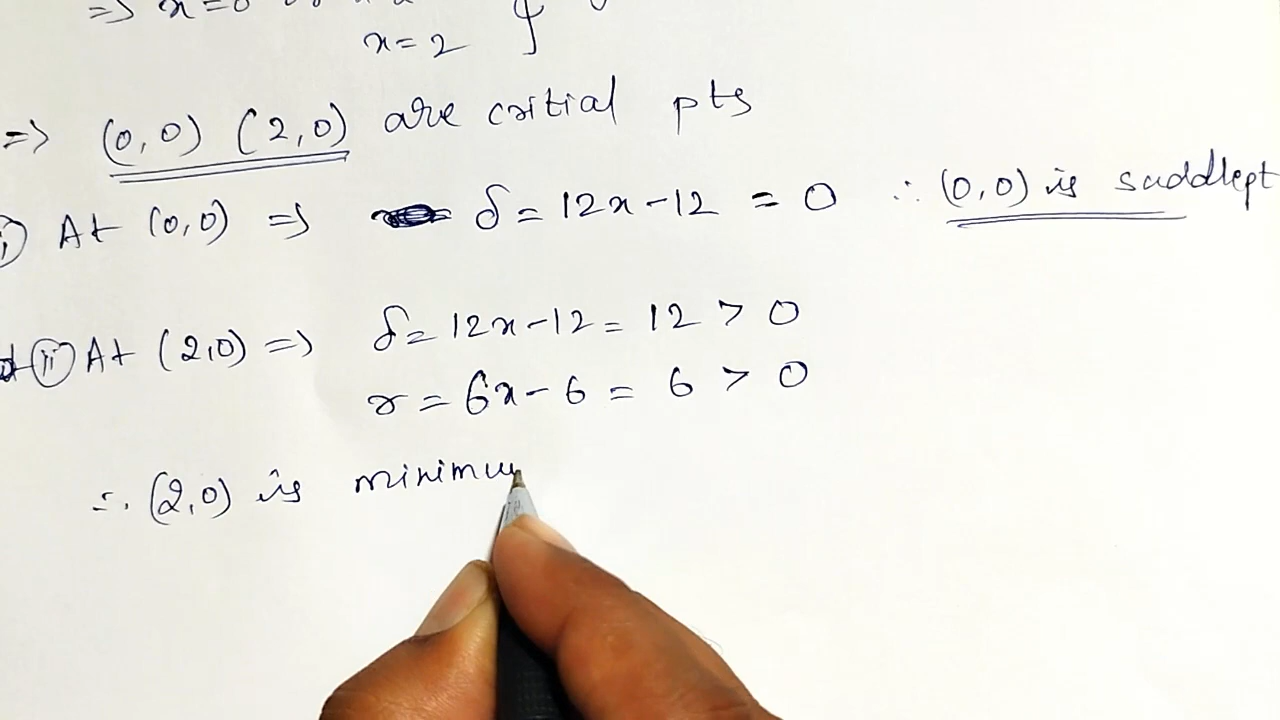 => x=0
x=2 }
=> (0,0) (2,0) are critial pts
i) At (0,0) => δ = 12x-12 = 0 ∴ (0,0) is saddlept
ii) At (2,0) => δ= 12x-12 = 12 > 0
r = 6x-6 = 6 > 0
∴ (2,0) is minimu